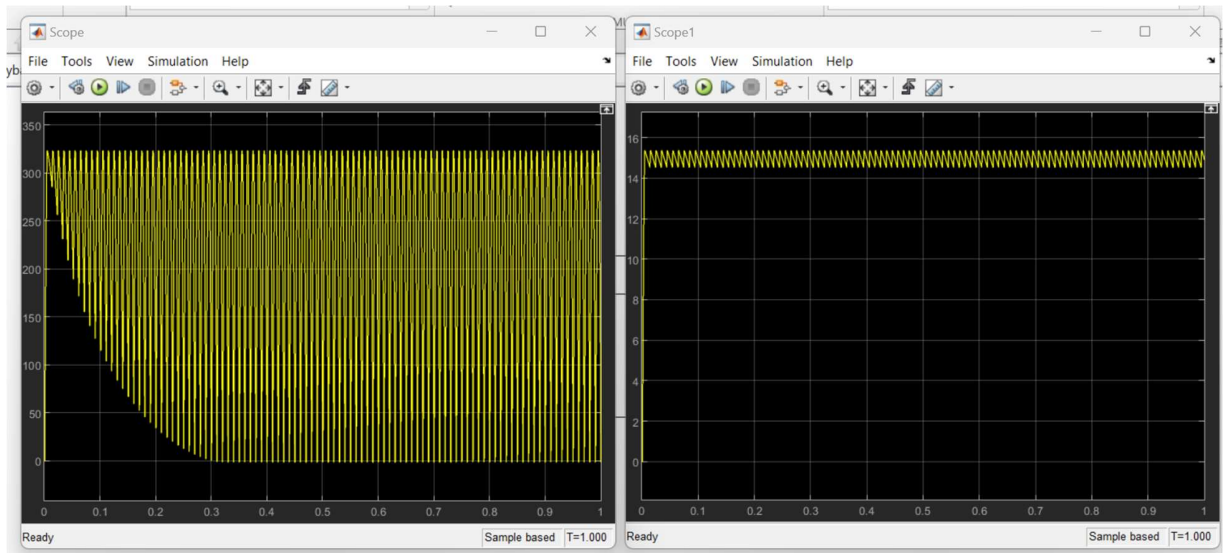 Scope
File Tools View Simulation Help
350
300
250
200
150
100
50
0
0 0.1 0.2 0.3 0.4 0.5 0.6 0.7 0.8 0.9 1
Ready Sample based T=1.000
Scope1
File Tools View Simulation Help
16
14
12
10
8
6
4
2
0
0 0.1 0.2 0.3 0.4 0.5 0.6 0.7 0.8 0.9 1
Ready Sample based T=1.000